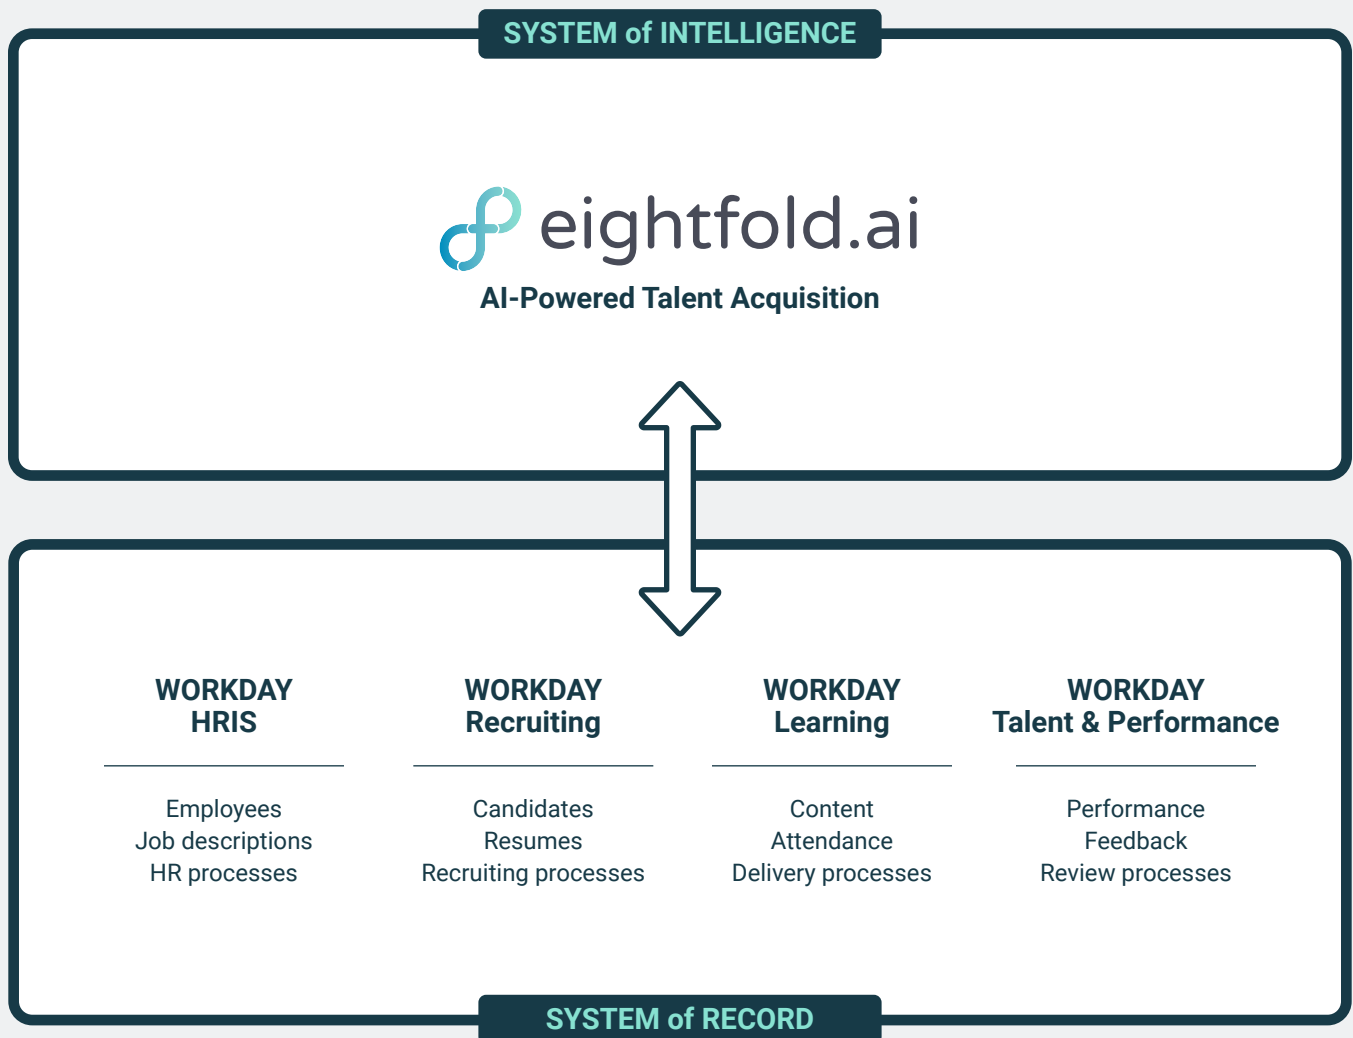 SYSTEM of INTELLIGENCE
eightfold.ai
AI-Powered Talent Acquisition
WORKDAY
HRIS
Employees
Job descriptions
HR processes
WORKDAY
Recruiting
Candidates
Resumes
Recruiting processes
WORKDAY
Learning
Content
Attendance
Delivery processes
WORKDAY
Talent & Performance
Performance
Feedback
Review processes
SYSTEM of RECORD